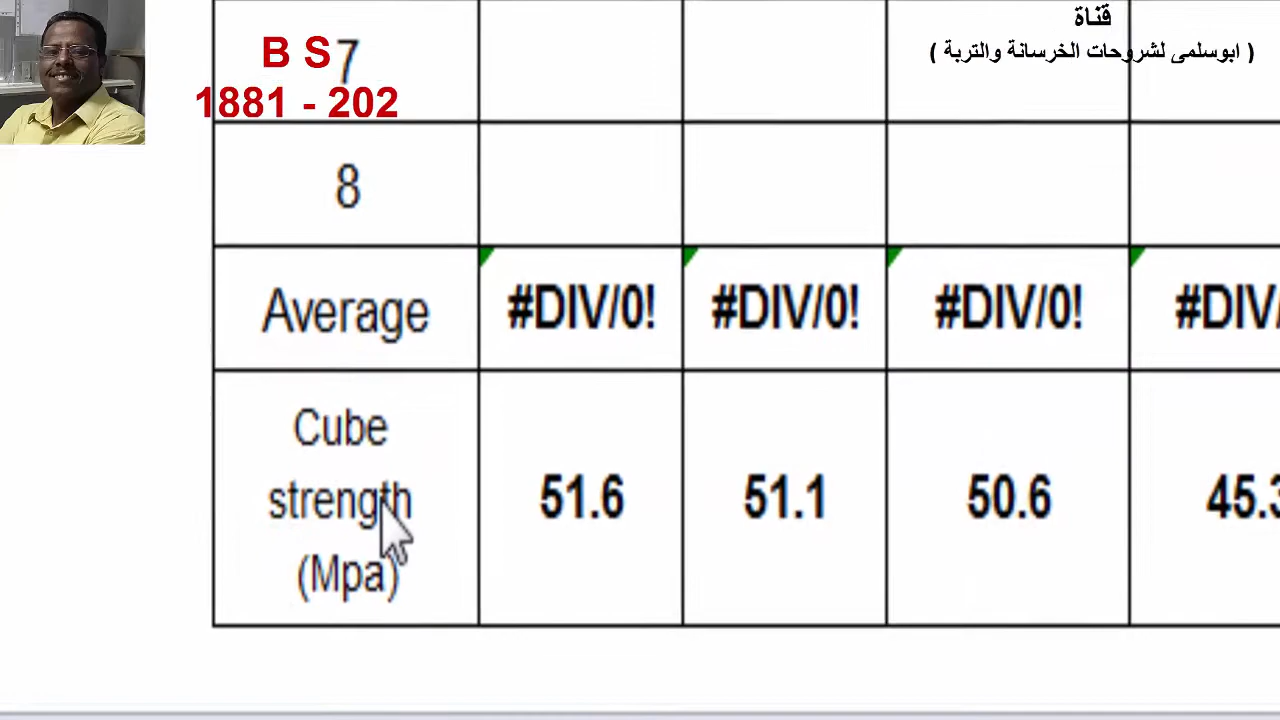 قناة
( ابوسلمى لشروحات الخرسانة والتربة )
B S
1881 - 202
7
8
Average #DIV/0! #DIV/0! #DIV/0!
Cube
strength
(Mpa)
51.6 51.1 50.6